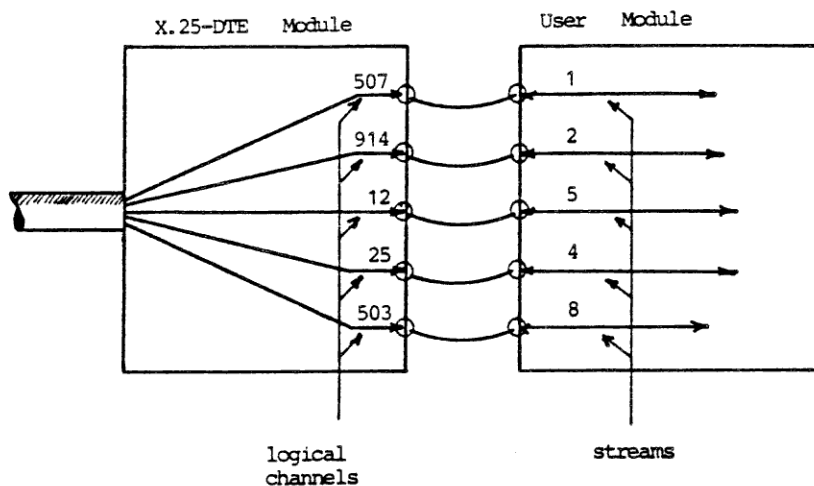 X.25-DTE Module
User Module
507
1
914
2
12
5
25
4
503
8
logical
channels
streams